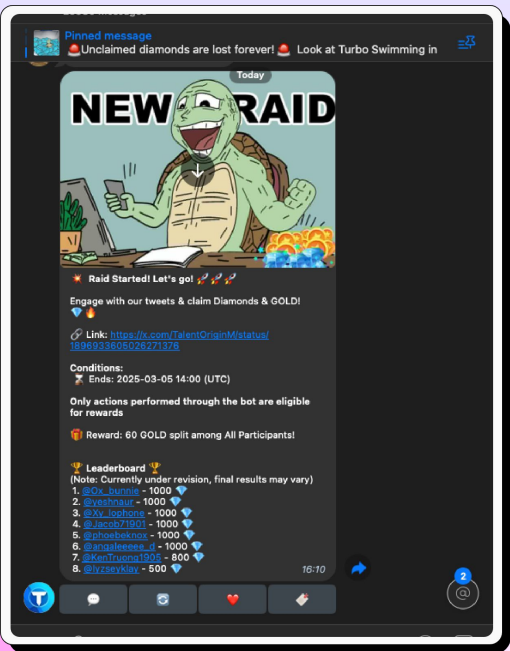 Pinned message
🚨Unclaimed diamonds are lost forever!🚨 Look at Turbo Swimming in
Today
NEW RAID
💥 Raid Started! Let's go! 🚀🚀🚀
Engage with our tweets & claim Diamonds & GOLD!
💎🔥
🔗 Link: https://x.com/TalentOriginM/status/
1896933605026271376
Conditions:
⏳ Ends: 2025-03-05 14:00 (UTC)
Only actions performed through the bot are eligible
for rewards
🎁 Reward: 60 GOLD split among All Participants!
🏆 Leaderboard 🏆
(Note: Currently under revision, final results may vary)
1. @Ox_bunnie - 1000 💎
2. @yeshnaur - 1000 💎
3. @Xy_lophone - 1000 💎
4. @Jacob71901 - 1000 💎
5. @phoebeknox - 1000 💎
6. @angaleeeee_d - 1000 💎
7. @KenTruong1905 - 800 💎
8. @lyzseyklay - 500 💎
16:10
2